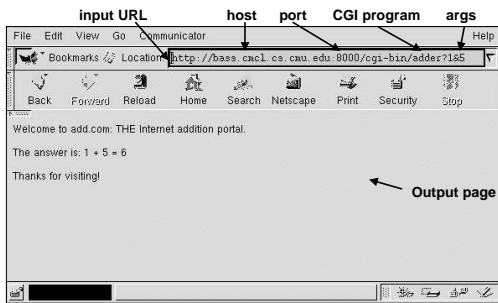 input URL host port CGI program args
File Edit View Go Communicator Help
Bookmarks Location: http://bass.cmcl.cs.cmu.edu:8000/cgi-bin/adder?1&5
Back Forward Reload Home Search Netscape Print Security Stop
Welcome to add.com: THE Internet addition portal.
The answer is: 1 + 5 = 6
Thanks for visiting!
Output page